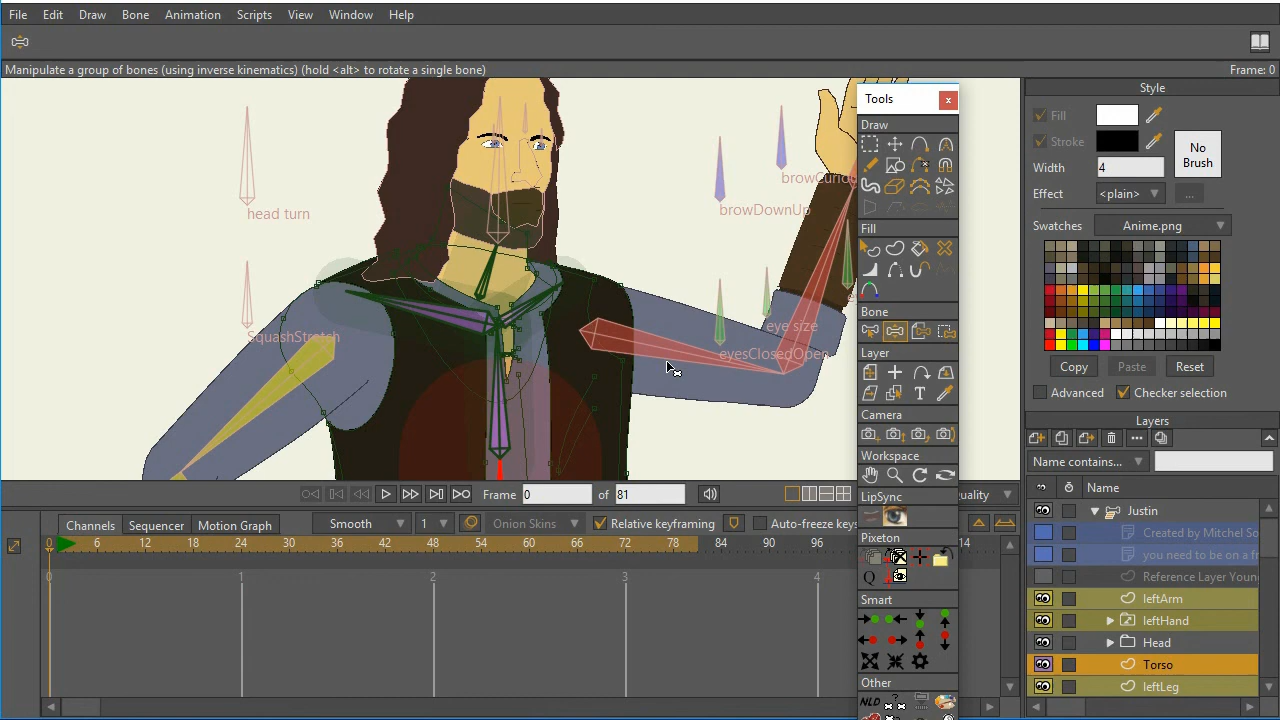 File Edit Draw Bone Animation Scripts View Window Help
Manipulate a group of bones (using inverse kinematics) (hold <alt> to rotate a single bone) Frame: 0
head turn
SquashStretch
browDownUp
eye size
eyesClosedOpen
Tools x
Draw
Fill
Bone
Layer
T
Camera
Workspace
LipSync
Pixeton
Q
Smart
Other
NLD
Style
Fill
Stroke
No
Brush
Width 4
Effect <plain> ...
Swatches Anime.png
Copy Paste Reset
Advanced Checker selection
Layers
Name contains...
Name
Justin
Created by Mitchel So
you need to be on a fr
Reference Layer Youn
leftArm
leftHand
Head
Torso
leftLeg
Frame 0 of 81
Channels Sequencer Motion Graph Smooth 1 Onion Skins Relative keyframing Auto-freeze keys
0 6 12 18 24 30 36 42 48 54 60 66 72 78 84 90 96 14
0 1 2 3 4